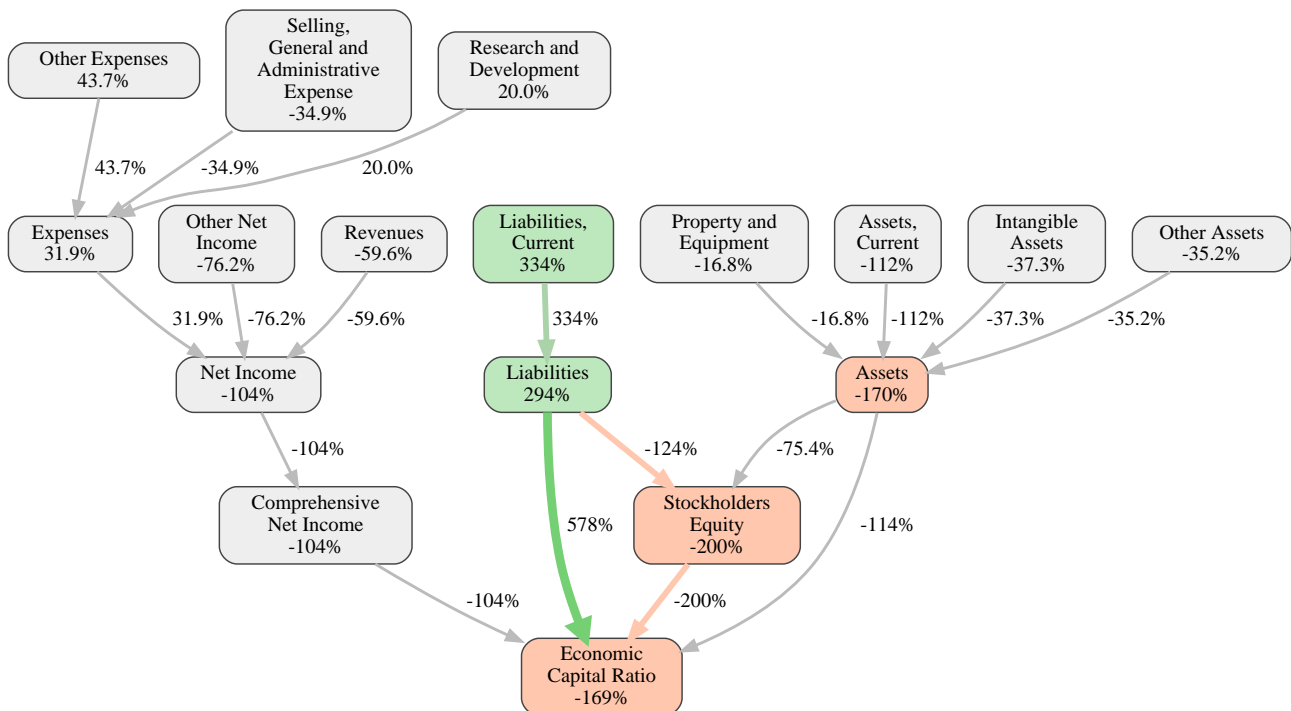 Other Expenses
43.7%
Selling,
General and
Administrative
Expense
-34.9%
Research and
Development
20.0%
43.7%
-34.9%
20.0%
Expenses
31.9%
Other Net
Income
-76.2%
Revenues
-59.6%
Liabilities,
Current
334%
Property and
Equipment
-16.8%
Assets,
Current
-112%
Intangible
Assets
-37.3%
Other Assets
-35.2%
31.9%
-76.2%
-59.6%
334%
-16.8%
-112%
-37.3%
-35.2%
Net Income
-104%
Liabilities
294%
Assets
-170%
-104%
-124%
-75.4%
Comprehensive
Net Income
-104%
578%
Stockholders
Equity
-200%
-114%
-104%
-200%
Economic
Capital Ratio
-169%